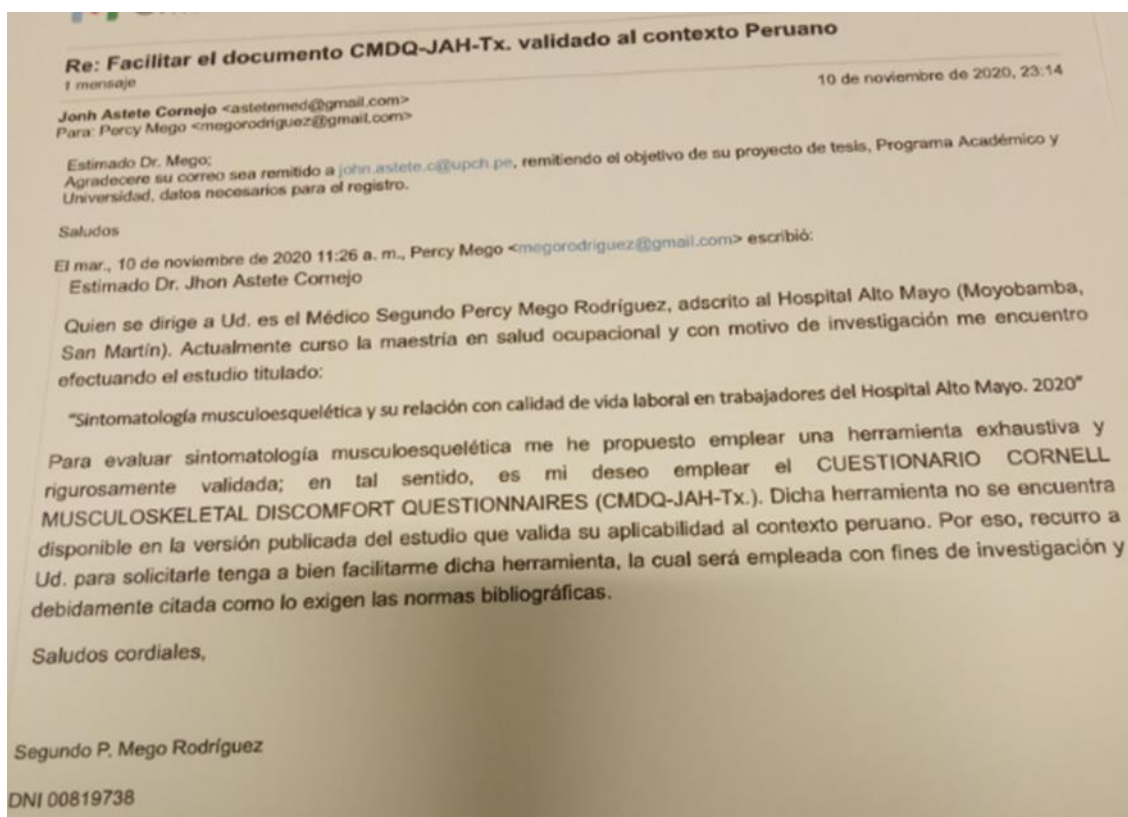 Re: Facilitar el documento CMDQ-JAH-Tx. validado al contexto Peruano
1 mensaje
10 de noviembre de 2020, 23:14
Jonh Astete Cornejo <astetemed@gmail.com>
Para: Percy Mego <megorodriguez@gmail.com>
Estimado Dr. Mego:
Agradecere su correo sea remitido a john.astete.c@upch.pe, remitiendo el objetivo de su proyecto de tesis, Programa Académico y
Universidad, datos necesarios para el registro.
Saludos
El mar., 10 de noviembre de 2020 11:26 a. m., Percy Mego <megorodriguez@gmail.com> escribió:
Estimado Dr. Jhon Astete Cornejo
Quien se dirige a Ud. es el Médico Segundo Percy Mego Rodríguez, adscrito al Hospital Alto Mayo (Moyobamba,
San Martín). Actualmente curso la maestría en salud ocupacional y con motivo de investigación me encuentro
efectuando el estudio titulado:
"Sintomatología musculoesquelética y su relación con calidad de vida laboral en trabajadores del Hospital Alto Mayo. 2020"
Para evaluar sintomatología musculoesquelética me he propuesto emplear una herramienta exhaustiva y
rigurosamente validada; en tal sentido, es mi deseo emplear el CUESTIONARIO CORNELL
MUSCULOSKELETAL DISCOMFORT QUESTIONNAIRES (CMDQ-JAH-Tx.). Dicha herramienta no se encuentra
disponible en la versión publicada del estudio que valida su aplicabilidad al contexto peruano. Por eso, recurro a
Ud. para solicitarle tenga a bien facilitarme dicha herramienta, la cual será empleada con fines de investigación y
debidamente citada como lo exigen las normas bibliográficas.
Saludos cordiales,
Segundo P. Mego Rodríguez
DNI 00819738